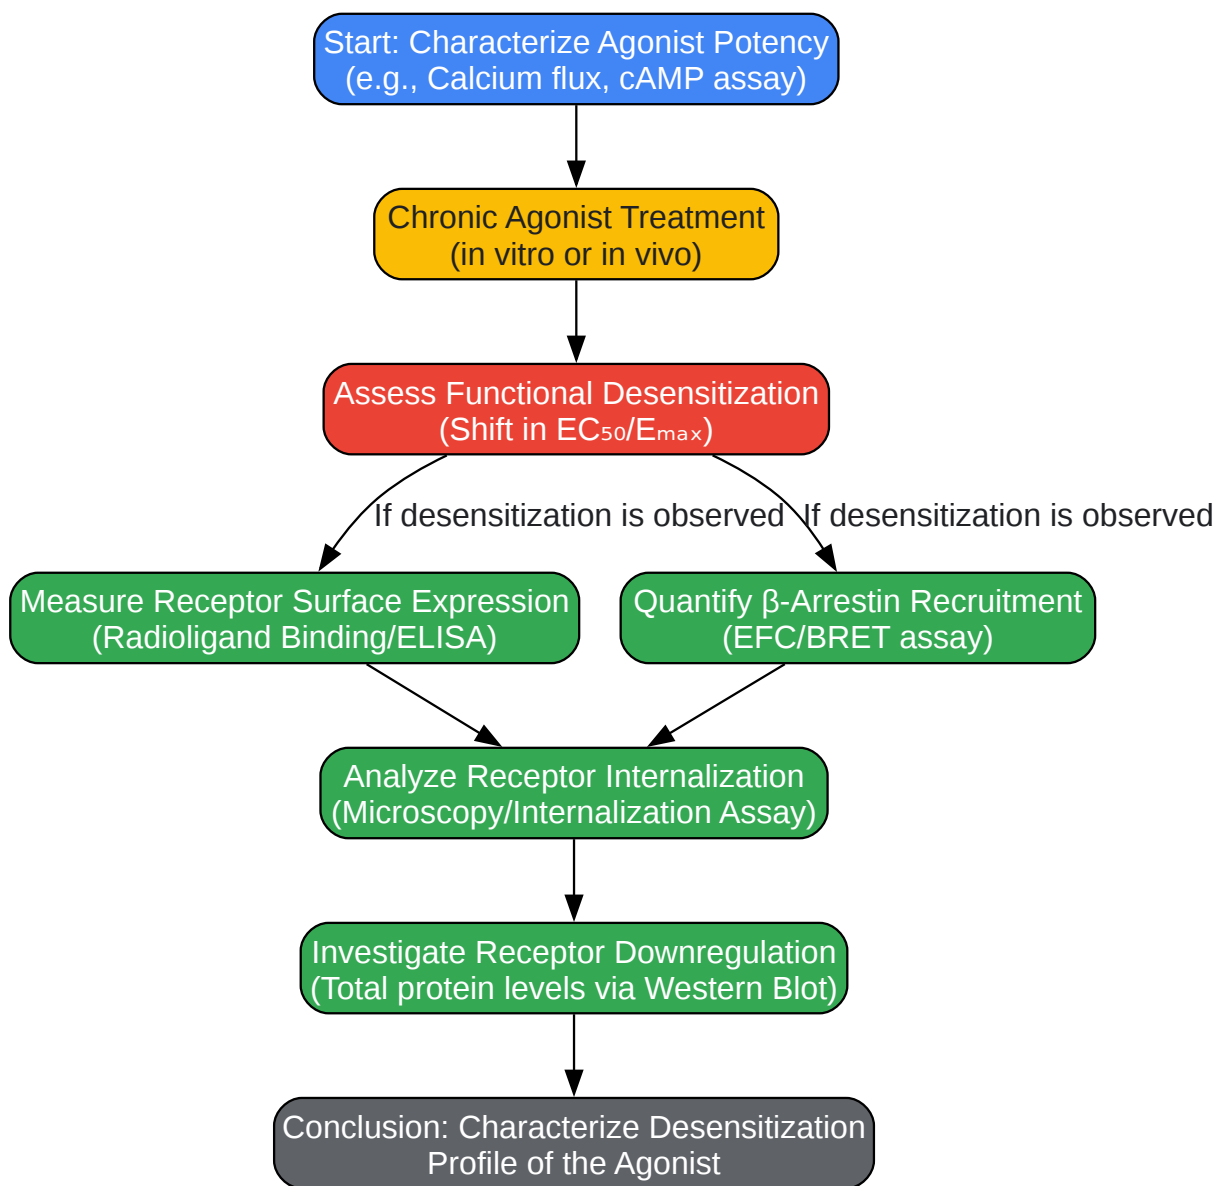 Start: Characterize Agonist Potency
(e.g., Calcium flux, cAMP assay)
Chronic Agonist Treatment
(in vitro or in vivo)
Assess Functional Desensitization
(Shift in EC₅₀/Eₘₐₓ)
If desensitization is observed
If desensitization is observed
Measure Receptor Surface Expression
(Radioligand Binding/ELISA)
Quantify β-Arrestin Recruitment
(EFC/BRET assay)
Analyze Receptor Internalization
(Microscopy/Internalization Assay)
Investigate Receptor Downregulation
(Total protein levels via Western Blot)
Conclusion: Characterize Desensitization
Profile of the Agonist